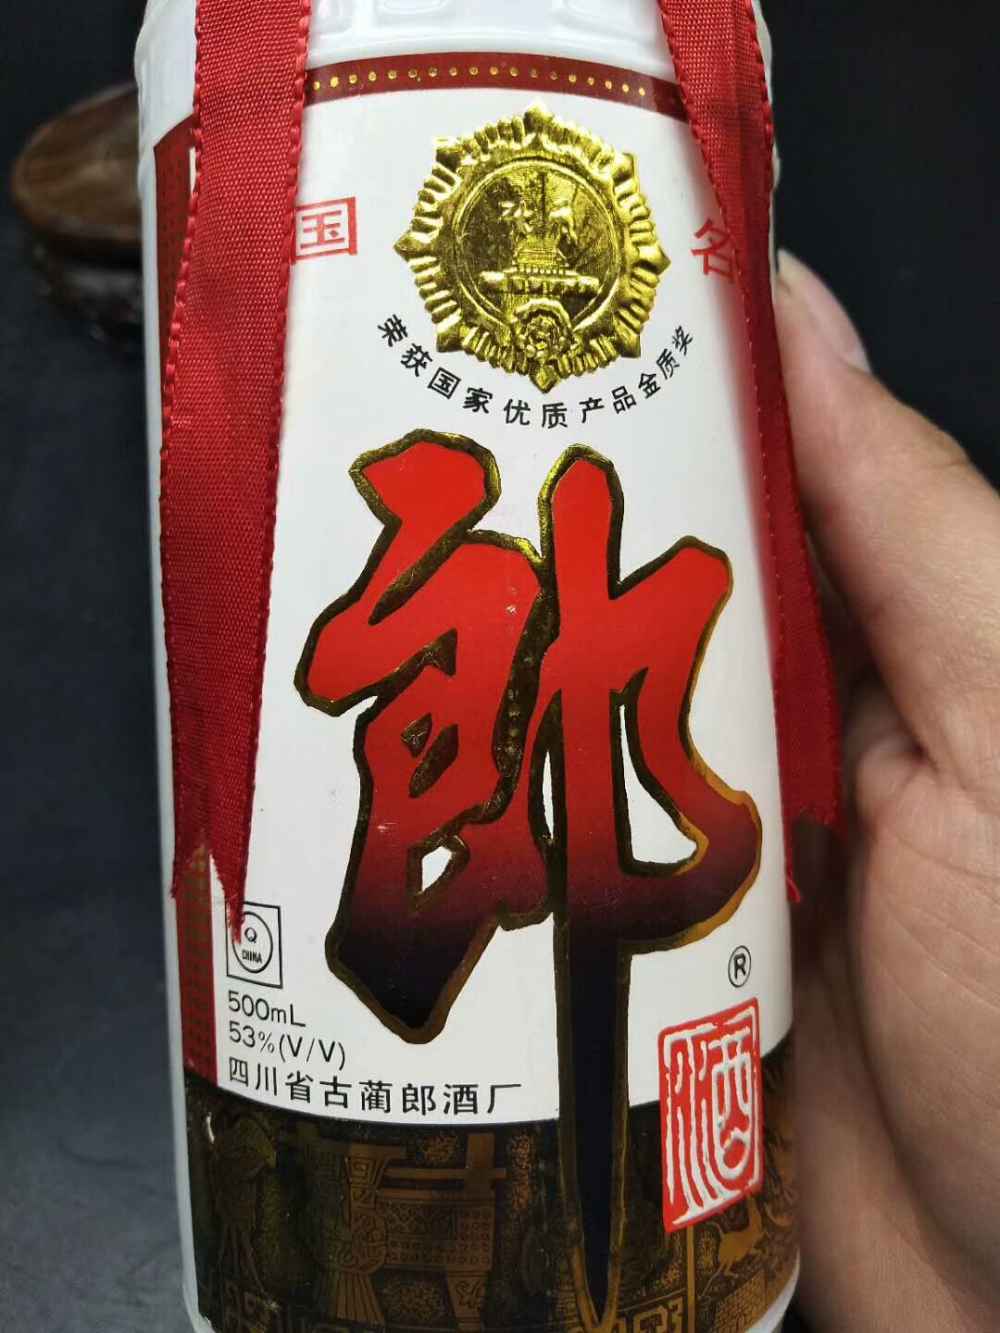 国 名
荣获国家优质产品金质奖
郎
®
酒
Q
CHINA
500mL
53%(V/V)
四川省古蔺郎酒厂